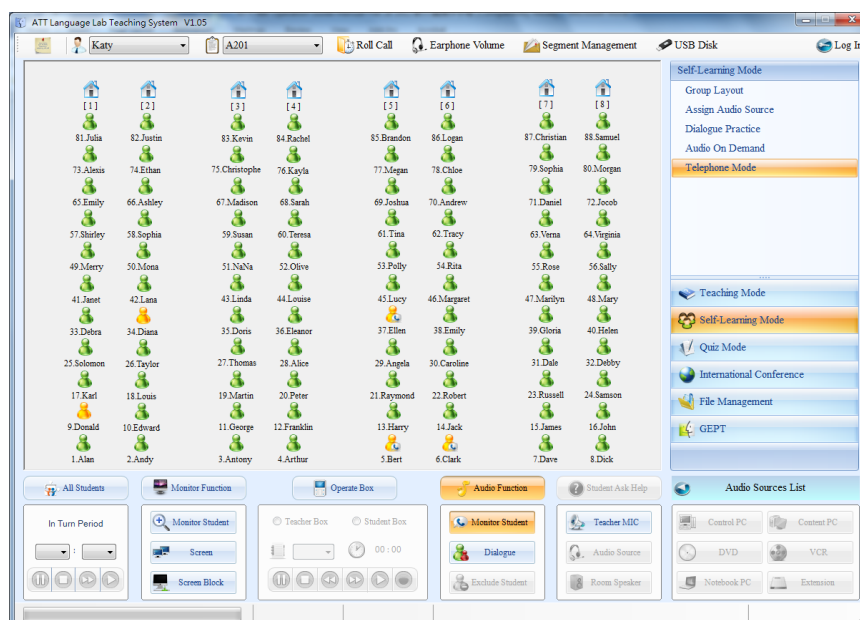 ATT Language Lab Teaching System V1.05
Katy A201 Roll Call Earphone Volume Segment Management USB Disk Log In
[1] [2] [3] [4] [5] [6] [7] [8]
81.Julia 82.Justin 83.Kevin 84.Rachel 85.Brandon 86.Logan 87.Christian 88.Samuel
73.Alexis 74.Ethan 75.Christophe 76.Kayla 77.Megan 78.Chloe 79.Sophia 80.Morgan
65.Emily 66.Ashley 67.Madison 68.Sarah 69.Joshua 70.Andrew 71.Daniel 72.Jocob
57.Shirley 58.Sophia 59.Susan 60.Teresa 61.Tina 62.Tracy 63.Verna 64.Virginia
49.Merry 50.Mona 51.NaNa 52.Olive 53.Polly 54.Rita 55.Rose 56.Sally
41.Janet 42.Lana 43.Linda 44.Louise 45.Lucy 46.Margaret 47.Marilyn 48.Mary
33.Debra 34.Diana 35.Doris 36.Eleanor 37.Ellen 38.Emily 39.Gloria 40.Helen
25.Solomon 26.Taylor 27.Thomas 28.Alice 29.Angela 30.Caroline 31.Dale 32.Debby
17.Karl 18.Louis 19.Martin 20.Peter 21.Raymond 22.Robert 23.Russell 24.Samson
9.Donald 10.Edward 11.George 12.Franklin 13.Harry 14.Jack 15.James 16.John
1.Alan 2.Andy 3.Antony 4.Arthur 5.Bert 6.Clark 7.Dave 8.Dick
Self-Learning Mode
Group Layout
Assign Audio Source
Dialogue Practice
Audio On Demand
Telephone Mode
Teaching Mode
Self-Learning Mode
Quiz Mode
International Conference
File Management
GEPT
All Students Monitor Function Operate Box Audio Function Student Ask Help Audio Sources List
In Turn Period
:
Monitor Student
Screen
Screen Block
Teacher Box Student Box
00 : 00
Monitor Student
Dialogue
Exclude Student
Teacher MIC
Audio Source
Room Speaker
Control PC Content PC
DVD VCR
Notebook PC Extension